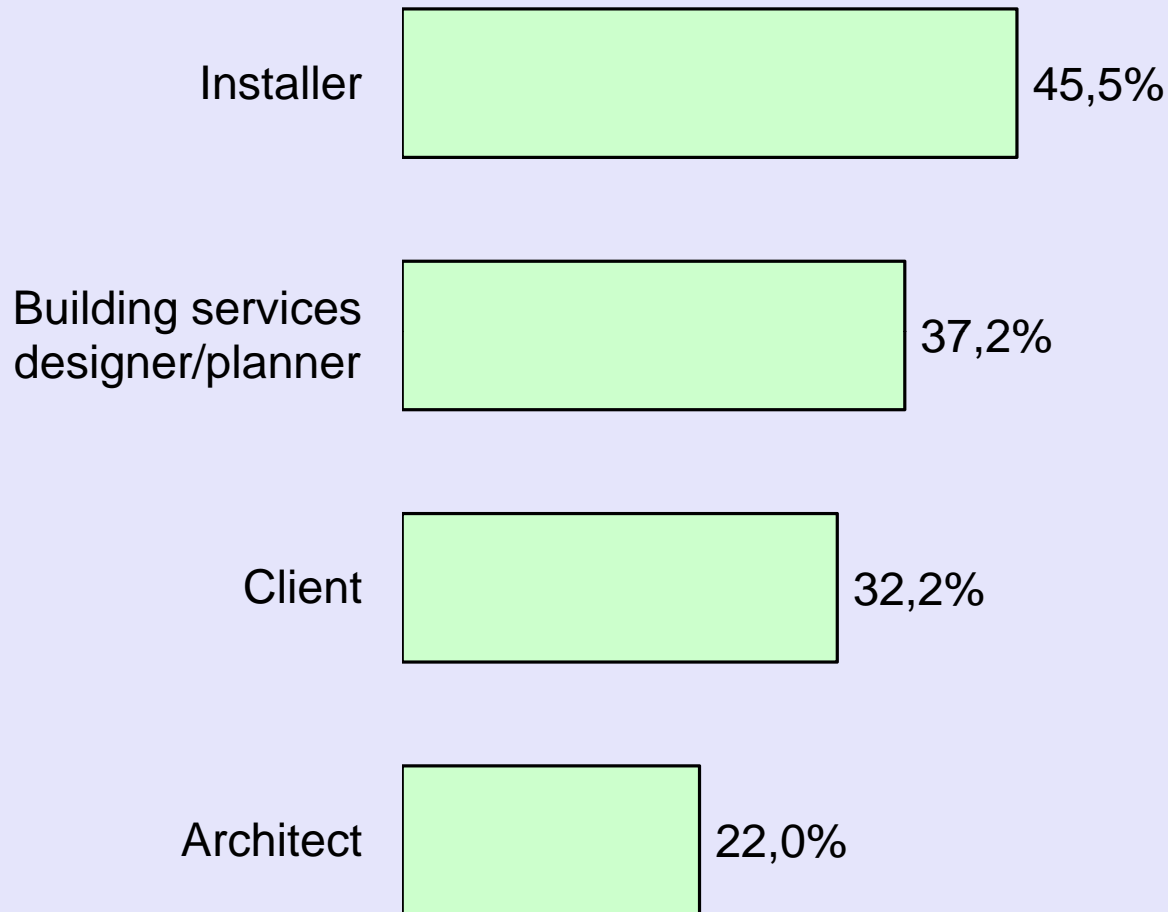 Installer
45,5%
Building services
designer/planner
37,2%
Client
32,2%
Architect
22,0%